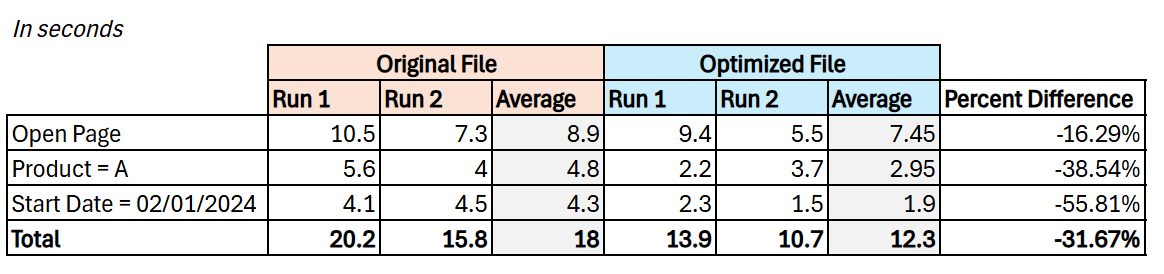 In seconds
Original File Optimized File
Run 1 Run 2 Average Run 1 Run 2 Average Percent Difference
Open Page 10.5 7.3 8.9 9.4 5.5 7.45 -16.29%
Product = A 5.6 4 4.8 2.2 3.7 2.95 -38.54%
Start Date = 02/01/2024 4.1 4.5 4.3 2.3 1.5 1.9 -55.81%
Total 20.2 15.8 18 13.9 10.7 12.3 -31.67%